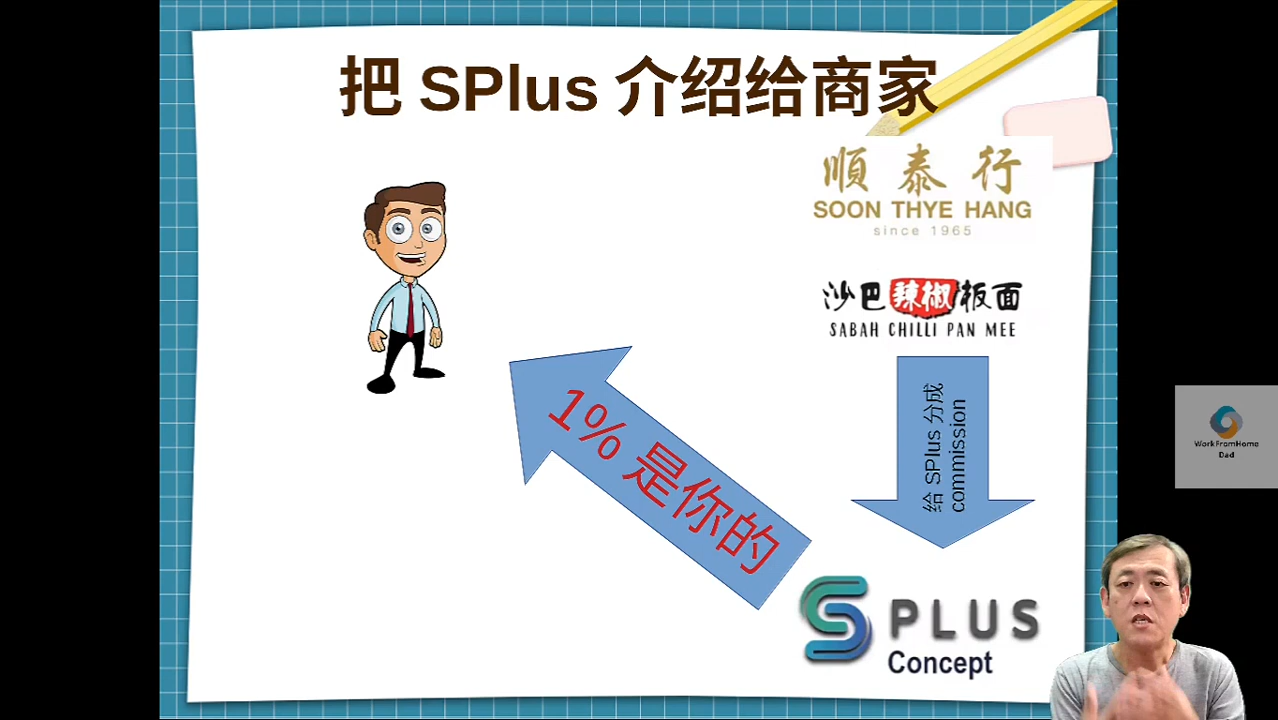 把 SPlus 介绍给商家
順泰行
SOON THYE HANG
since 1965
沙巴辣椒板面
SABAH CHILLI PAN MEE
给 SPlus 分成
commission
1% 是你的
S PLUS
Concept
WorkFromHome
Dad